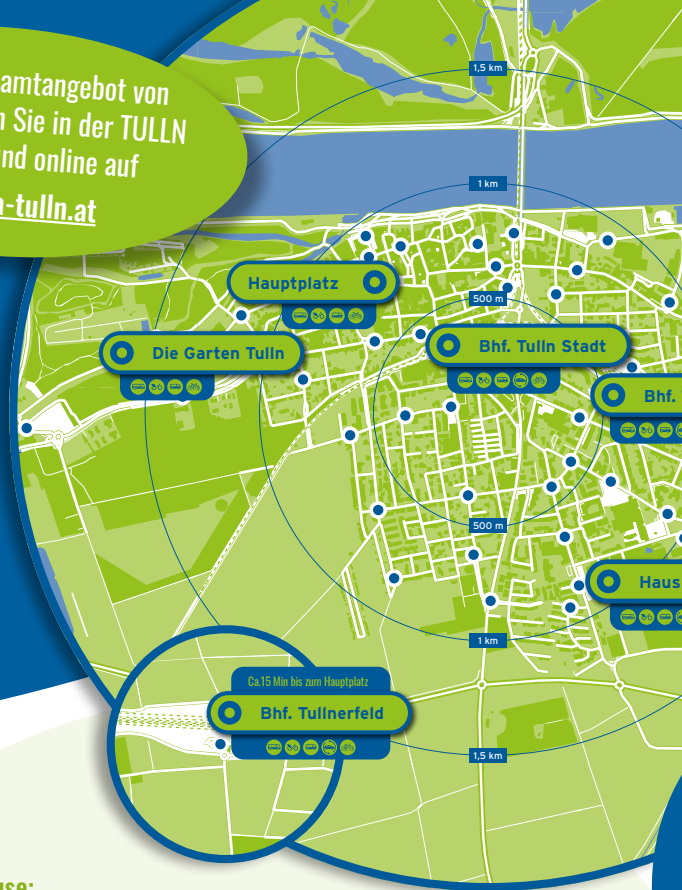 amtangebot von
Sie in der TULLN
nd online auf
-tulln.at
1,5 km
1 km
Hauptplatz
500 m
Die Garten Tulln
Bhf. Tulln Stadt
Bhf.
500 m
Haus
1 km
Ca.15 Min bis zum Hauptplatz
Bhf. Tullnerfeld
1,5 km
use: